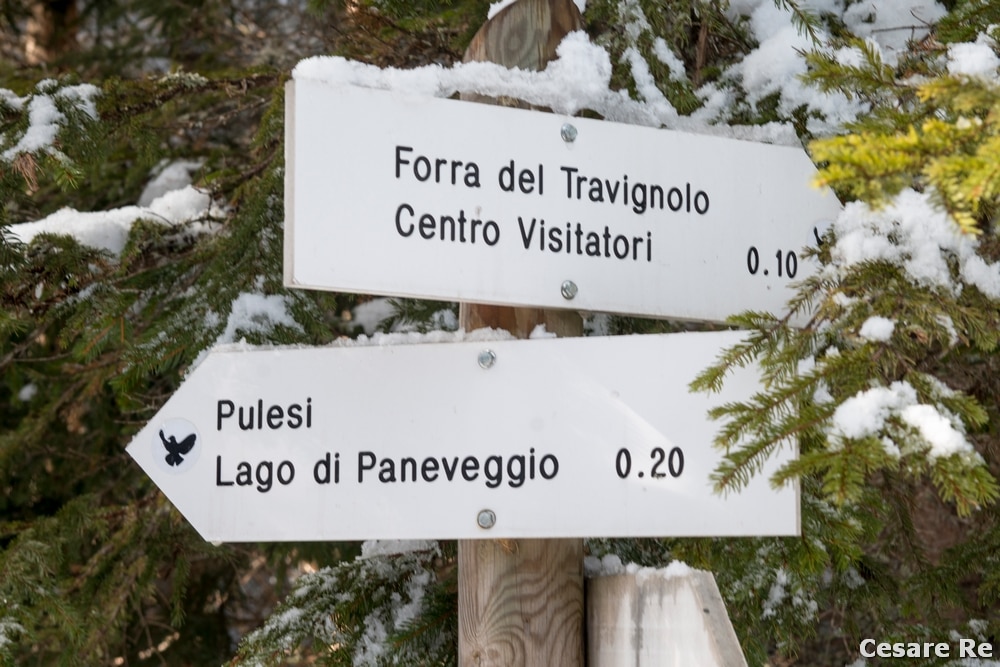 Forra del Travignolo
Centro Visitatori 0.10
Pulesi
Lago di Paneveggio 0.20
Cesare Re